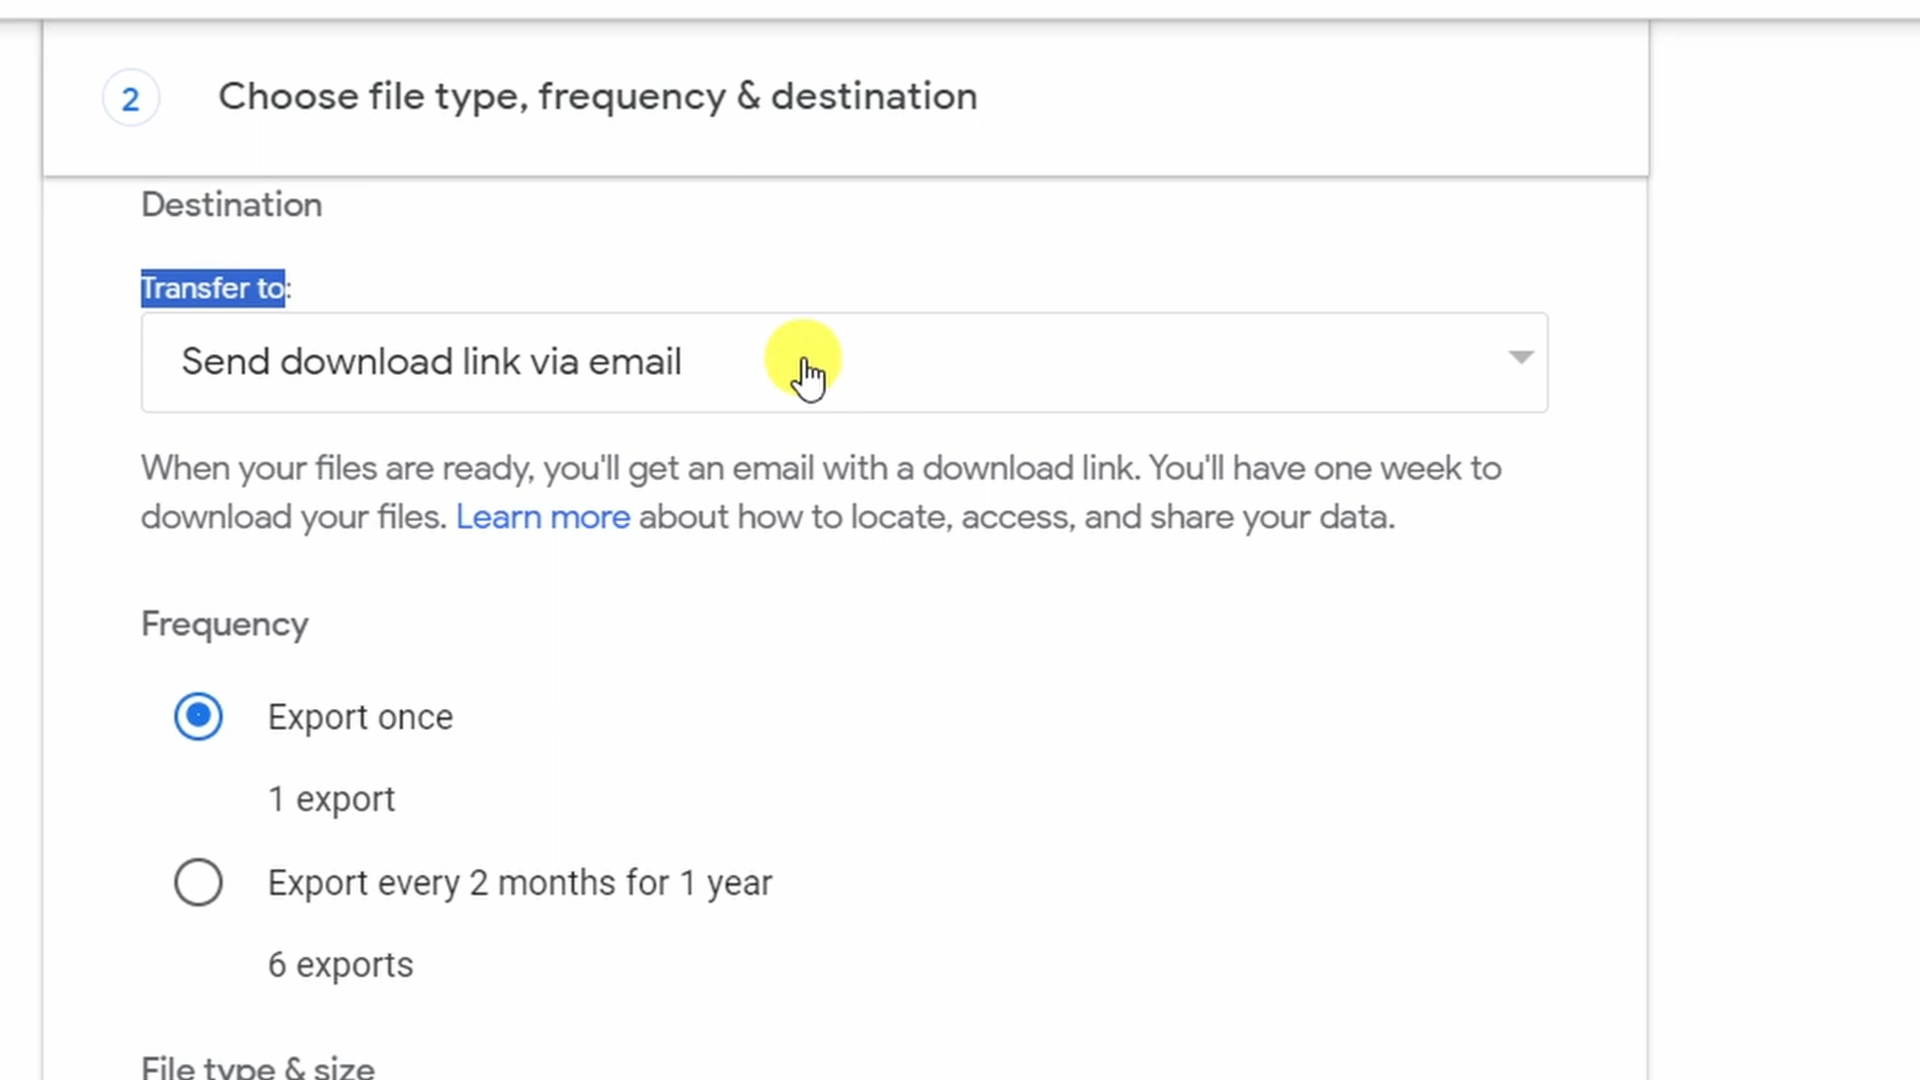 2
Choose file type, frequency & destination
Destination
Transfer to:
Send download link via email
When your files are ready, you'll get an email with a download link. You'll have one week to
download your files. Learn more about how to locate, access, and share your data.
Frequency
Export once
1 export
Export every 2 months for 1 year
6 exports
File type & size